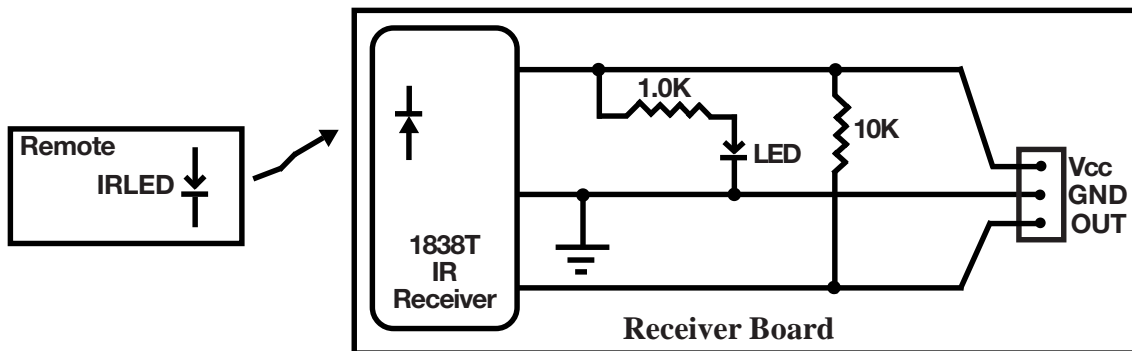 Remote
IRLED
1838T
IR
Receiver
1.0K
LED
10K
Vcc
GND
OUT
Receiver Board